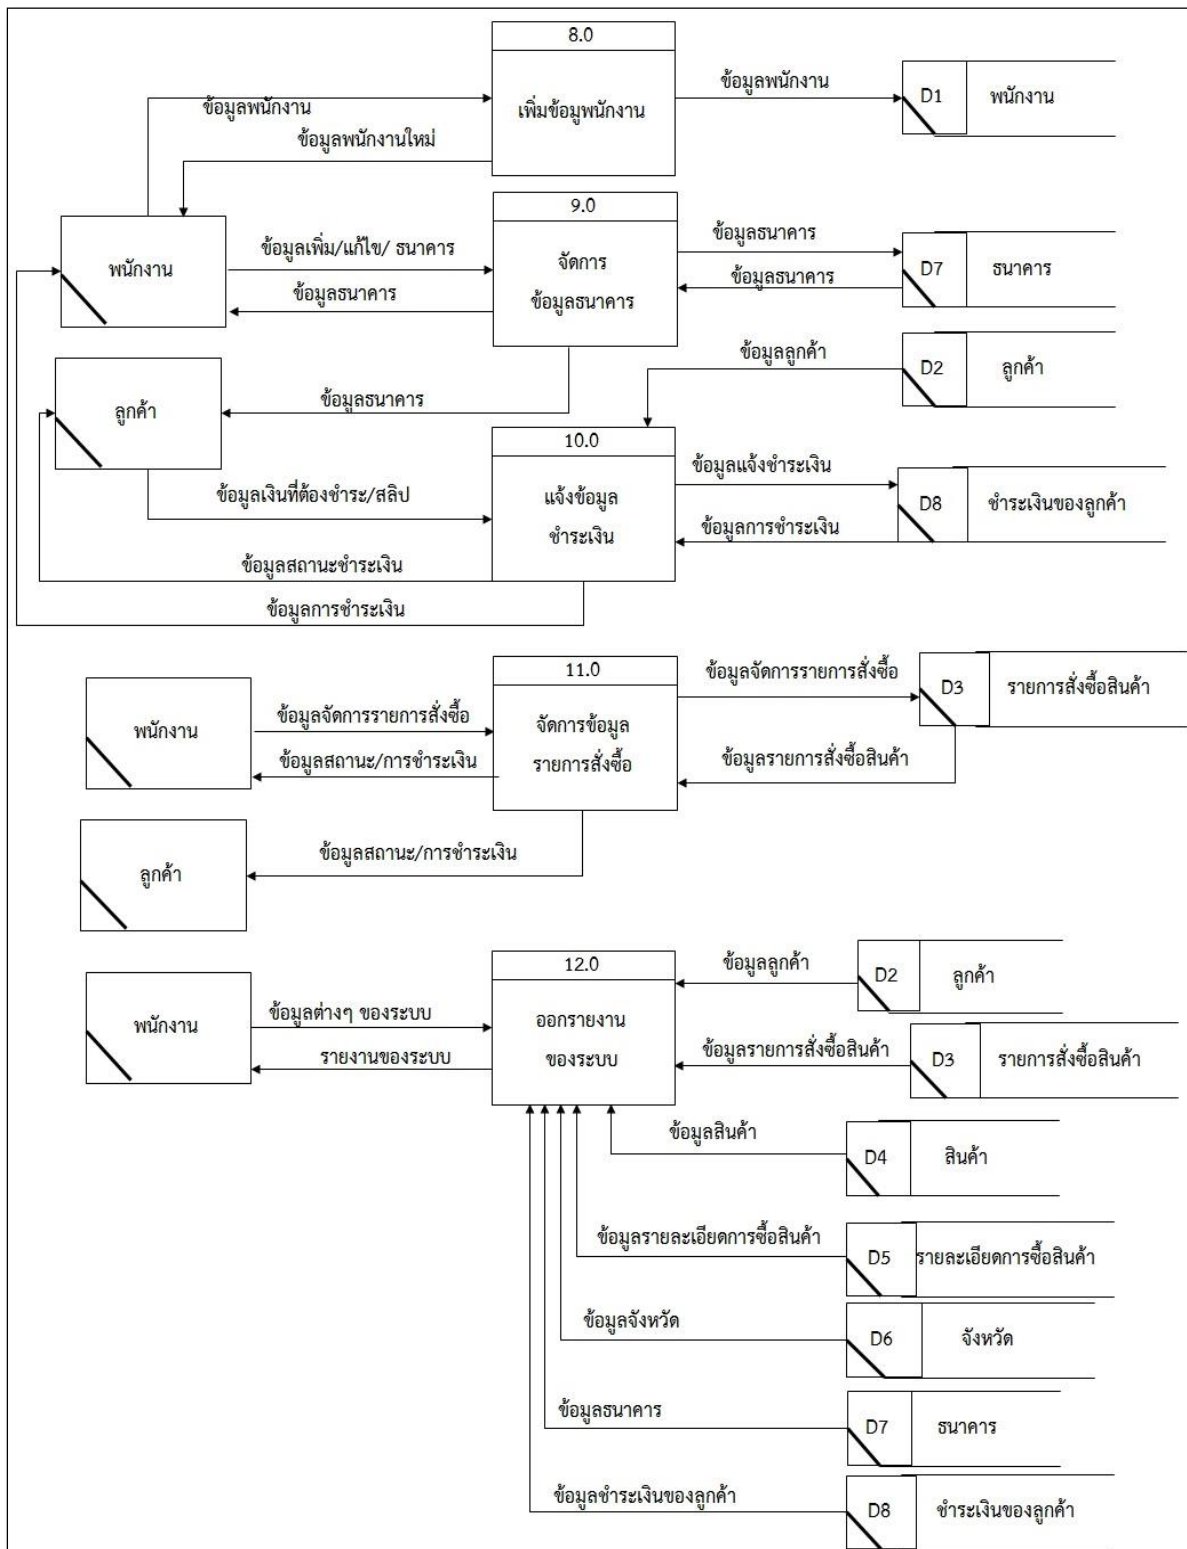 8.0
เพิ่มข้อมูพนักงาน
ข้อมูลพนักงาน
ข้อมูลพนักงานใหม่
ข้อมูลพนักงาน
D1
พนักงาน
9.0
จัดการ
ข้อมูลธนาคาร
พนักงาน
ข้อมูลเพิ่ม/แก้ไข/ ธนาคาร
ข้อมูลธนาคาร
ข้อมูลธนาคาร
ข้อมูลธนาคาร
D7
ธนาคาร
ข้อมูลลูกค้า
D2
ลูกค้า
ลูกค้า
ข้อมูลธนาคาร
10.0
แจ้งข้อมูล
ชำระเงิน
ข้อมูลเงินที่ต้องชำระ/สลิป
ข้อมูลสถานะชำระเงิน
ข้อมูลการชำระเงิน
ข้อมูลแจ้งชำระเงิน
ข้อมูลการชำระเงิน
D8
ชำระเงินของลูกค้า
11.0
จัดการข้อมูล
รายการสั่งซื้อ
พนักงาน
ข้อมูลจัดการรายการสั่งซื้อ
ข้อมูลสถานะ/การชำระเงิน
ข้อมูลจัดการรายการสั่งซื้อ
ข้อมูลรายการสั่งซื้อสินค้า
D3
รายการสั่งซื้อสินค้า
ลูกค้า
ข้อมูลสถานะ/การชำระเงิน
12.0
ออกรายงาน
ของระบบ
พนักงาน
ข้อมูลต่างๆ ของระบบ
รายงานของระบบ
ข้อมูลลูกค้า
D2
ลูกค้า
ข้อมูลรายการสั่งซื้อสินค้า
D3
รายการสั่งซื้อสินค้า
ข้อมูลสินค้า
D4
สินค้า
ข้อมูลรายละเอียดการซื้อสินค้า
D5
รายละเอียดการซื้อสินค้า
ข้อมูลจังหวัด
D6
จังหวัด
ข้อมูลธนาคาร
D7
ธนาคาร
ข้อมูลชำระเงินของลูกค้า
D8
ชำระเงินของลูกค้า